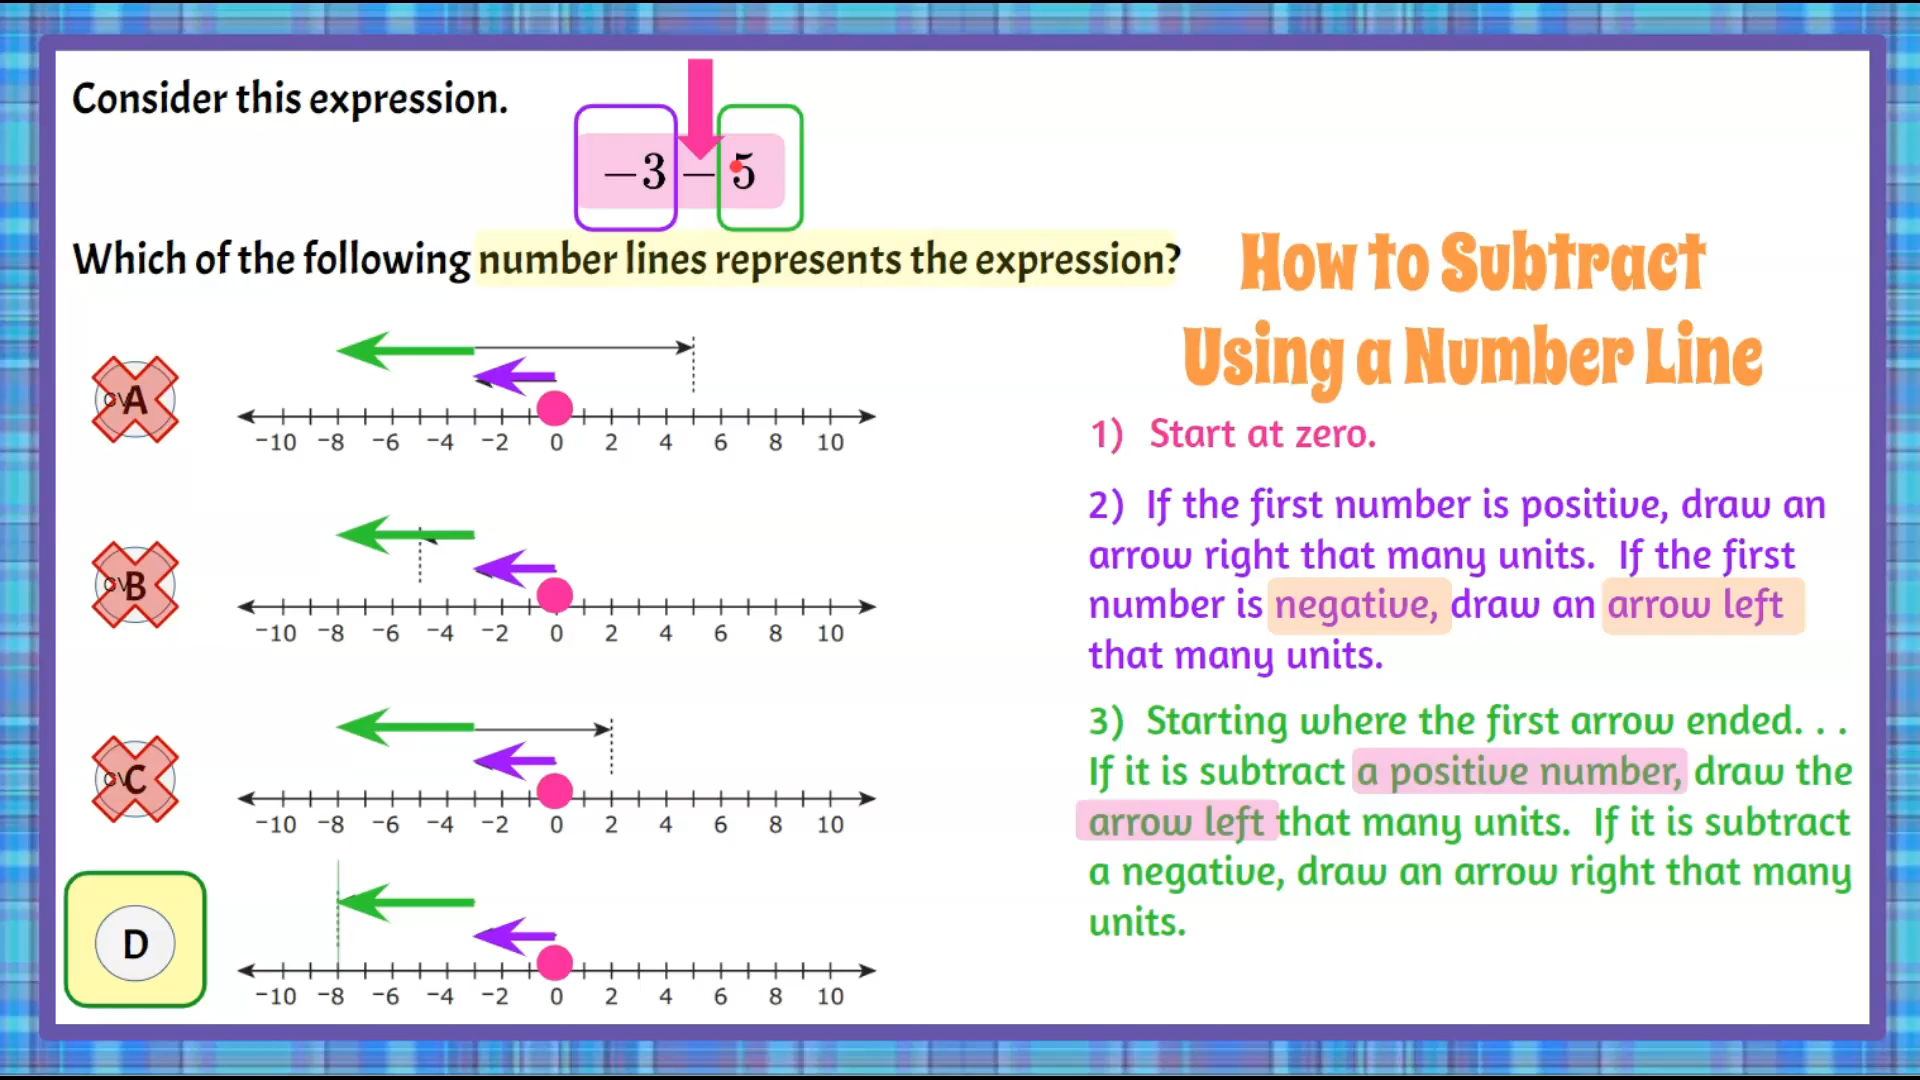 Consider this expression.
−3 − 5
Which of the following number lines represents the expression?
How to Subtract
Using a Number Line
A
−10 −8 −6 −4 −2 0 2 4 6 8 10
B
−10 −8 −6 −4 −2 0 2 4 6 8 10
C
−10 −8 −6 −4 −2 0 2 4 6 8 10
D
−10 −8 −6 −4 −2 0 2 4 6 8 10
1) Start at zero.
2) If the first number is positive, draw an
arrow right that many units. If the first
number is negative, draw an arrow left
that many units.
3) Starting where the first arrow ended. . .
If it is subtract a positive number, draw the
arrow left that many units. If it is subtract
a negative, draw an arrow right that many
units.